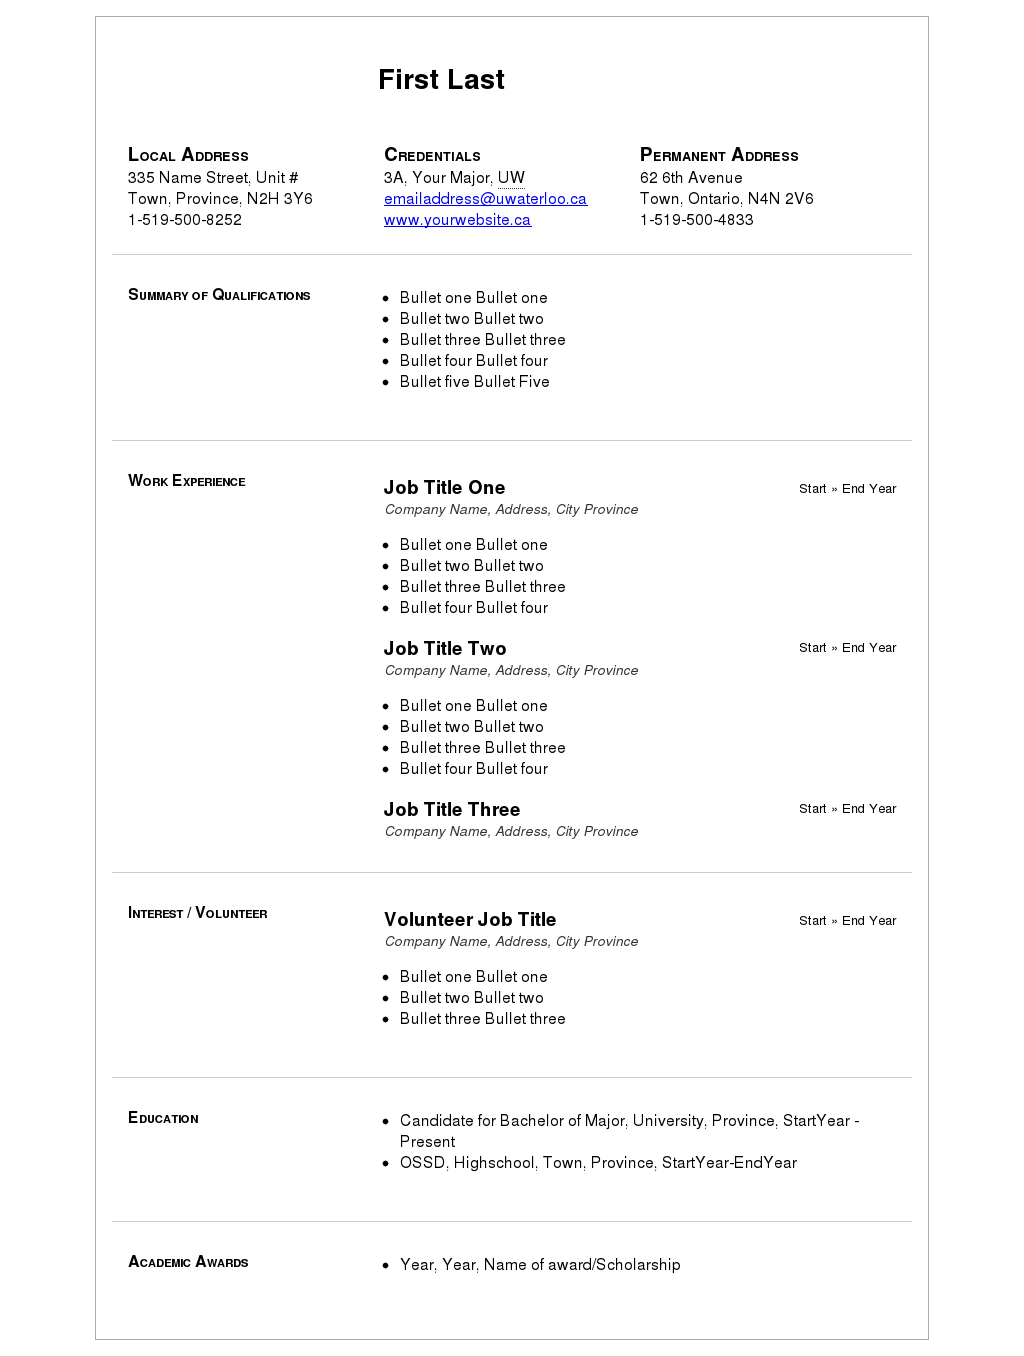 First Last
Local Address
335 Name Street, Unit #
Town, Province, N2H 3Y6
1-519-500-8252
Credentials
3A, Your Major, UW
emailaddress@uwaterloo.ca
www.yourwebsite.ca
Permanent Address
62 6th Avenue
Town, Ontario, N4N 2V6
1-519-500-4833
Summary of Qualifications
• Bullet one Bullet one
• Bullet two Bullet two
• Bullet three Bullet three
• Bullet four Bullet four
• Bullet five Bullet Five
Work Experience
Job Title One
Start » End Year
Company Name, Address, City Province
• Bullet one Bullet one
• Bullet two Bullet two
• Bullet three Bullet three
• Bullet four Bullet four
Job Title Two
Start » End Year
Company Name, Address, City Province
• Bullet one Bullet one
• Bullet two Bullet two
• Bullet three Bullet three
• Bullet four Bullet four
Job Title Three
Start » End Year
Company Name, Address, City Province
Interest / Volunteer
Volunteer Job Title
Start » End Year
Company Name, Address, City Province
• Bullet one Bullet one
• Bullet two Bullet two
• Bullet three Bullet three
Education
• Candidate for Bachelor of Major, University, Province, StartYear -
Present
• OSSD, Highschool, Town, Province, StartYear-EndYear
Academic Awards
• Year, Year, Name of award/Scholarship